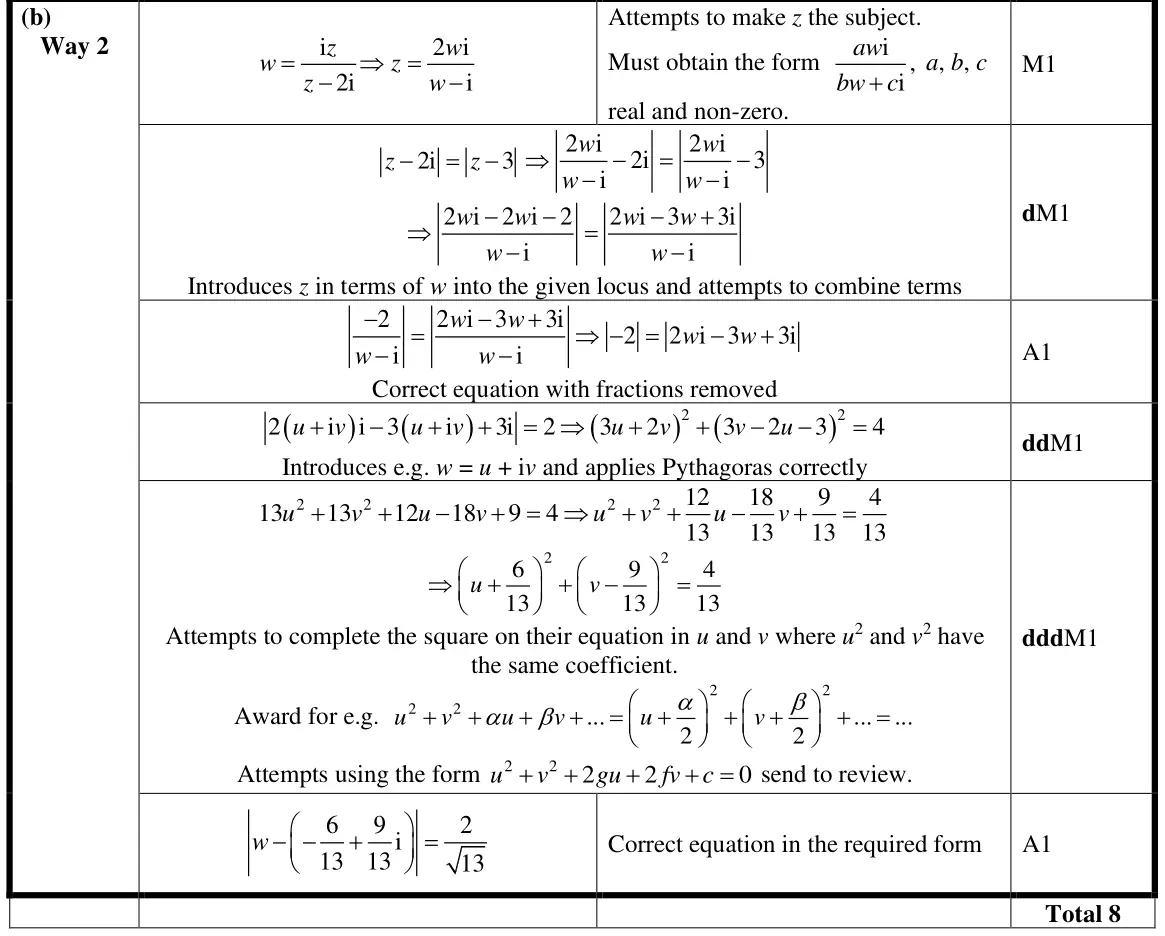 (b)
Way 2
w = iz/(z − 2i) ⇒ z = 2wi/(w − i)
Attempts to make z the subject.
Must obtain the form awi/(bw + ci), a, b, c
real and non-zero.
M1
|z − 2i| = |z − 3| ⇒ |2wi/(w − i) − 2i| = |2wi/(w − i) − 3|
⇒ |(2wi − 2wi − 2)/(w − i)| = |(2wi − 3w + 3i)/(w − i)|
Introduces z in terms of w into the given locus and attempts to combine terms
dM1
|−2/(w − i)| = |(2wi − 3w + 3i)/(w − i)| ⇒ |−2| = |2wi − 3w + 3i|
Correct equation with fractions removed
A1
|2(u + iv)i − 3(u + iv) + 3i| = 2 ⇒ (3u + 2v)² + (3v − 2u − 3)² = 4
Introduces e.g. w = u + iv and applies Pythagoras correctly
ddM1
13u² + 13v² + 12u − 18v + 9 = 4 ⇒ u² + v² + 12/13 u − 18/13 v + 9/13 = 4/13
⇒ (u + 6/13)² + (v − 9/13)² = 4/13
Attempts to complete the square on their equation in u and v where u² and v² have
the same coefficient.
Award for e.g. u² + v² + αu + βv + ... = (u + α/2)² + (v + β/2)² + ... = ...
Attempts using the form u² + v² + 2gu + 2fv + c = 0 send to review.
dddM1
|w − (−6/13 + 9/13 i)| = 2/√13
Correct equation in the required form
A1
Total 8